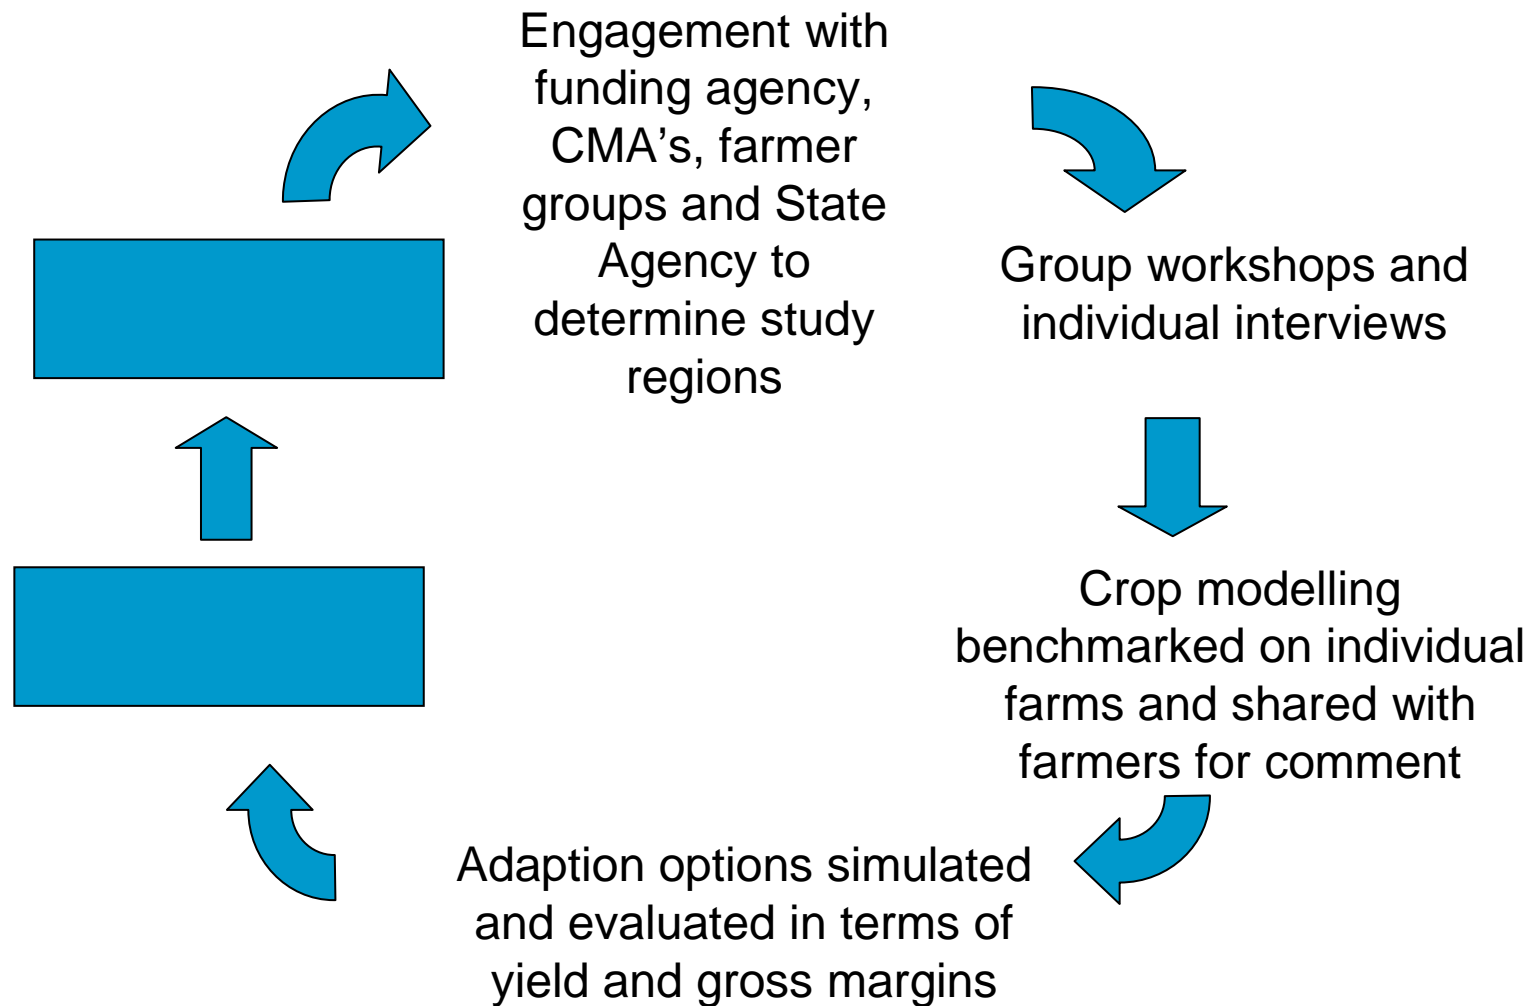 Engagement with
funding agency,
CMA’s, farmer
groups and State
Agency to
determine study
regions
Group workshops and
individual interviews
Crop modelling
benchmarked on individual
farms and shared with
farmers for comment
Adaption options simulated
and evaluated in terms of
yield and gross margins